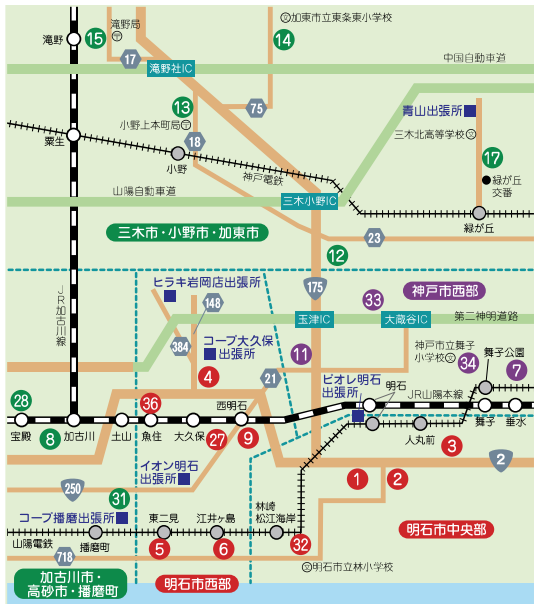 滝野局
〒
文加東市立東条東小学校
滝野
15
14
17
滝野社IC
中国自動車道
13
75
小野上本町局〒
青山出張所
三木北高等学校文
粟生
18
小野
神戸電鉄
17
緑が丘
交番
山陽自動車道
三木小野IC
緑が丘
三木市・小野市・加東市
23
12
ヒラキ岩岡店出張所
175
神戸市西部
JR加古川線
148
33
玉津IC
大蔵谷IC
第二神明道路
384
コープ大久保
出張所
11
神戸市立舞子
小学校文
34
舞子公園
7
4
21
ピオレ明石
出張所
明石
JR山陽本線
28
36
西明石
宝殿
8
加古川
土山
魚住
大久保
27
9
人丸前
舞子
垂水
3
イオン明石
出張所
1
2
2
250
31
コープ播磨出張所
東二見
江井ヶ島
林崎
松江海岸
山陽電鉄
播磨町
5
6
32
明石市中央部
718
文明石市立林小学校
加古川市・
高砂市・播磨町
明石市西部